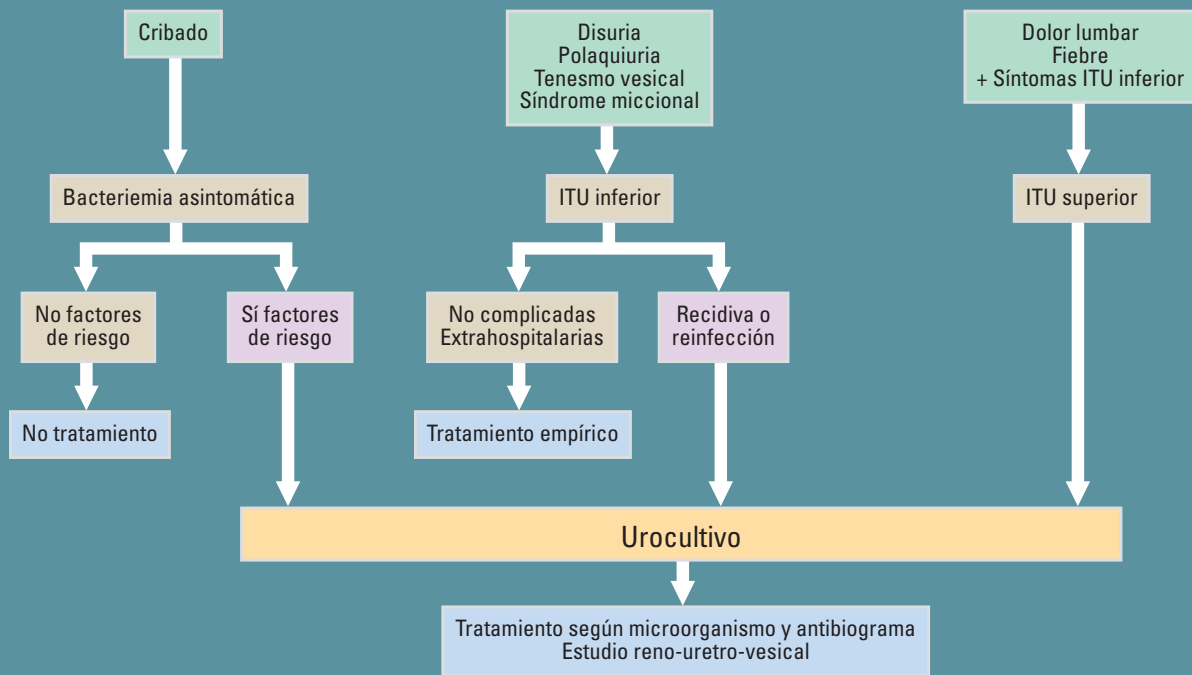 Cribado
Disuria
Polaquiuria
Tenesmo vesical
Síndrome miccional
Dolor lumbar
Fiebre
+ Síntomas ITU inferior
Bacteriemia asintomática
ITU inferior
ITU superior
No factores
de riesgo
Sí factores
de riesgo
No complicadas
Extrahospitalarias
Recidiva o
reinfección
No tratamiento
Tratamiento empírico
Urocultivo
Tratamiento según microorganismo y antibiograma
Estudio reno-uretro-vesical